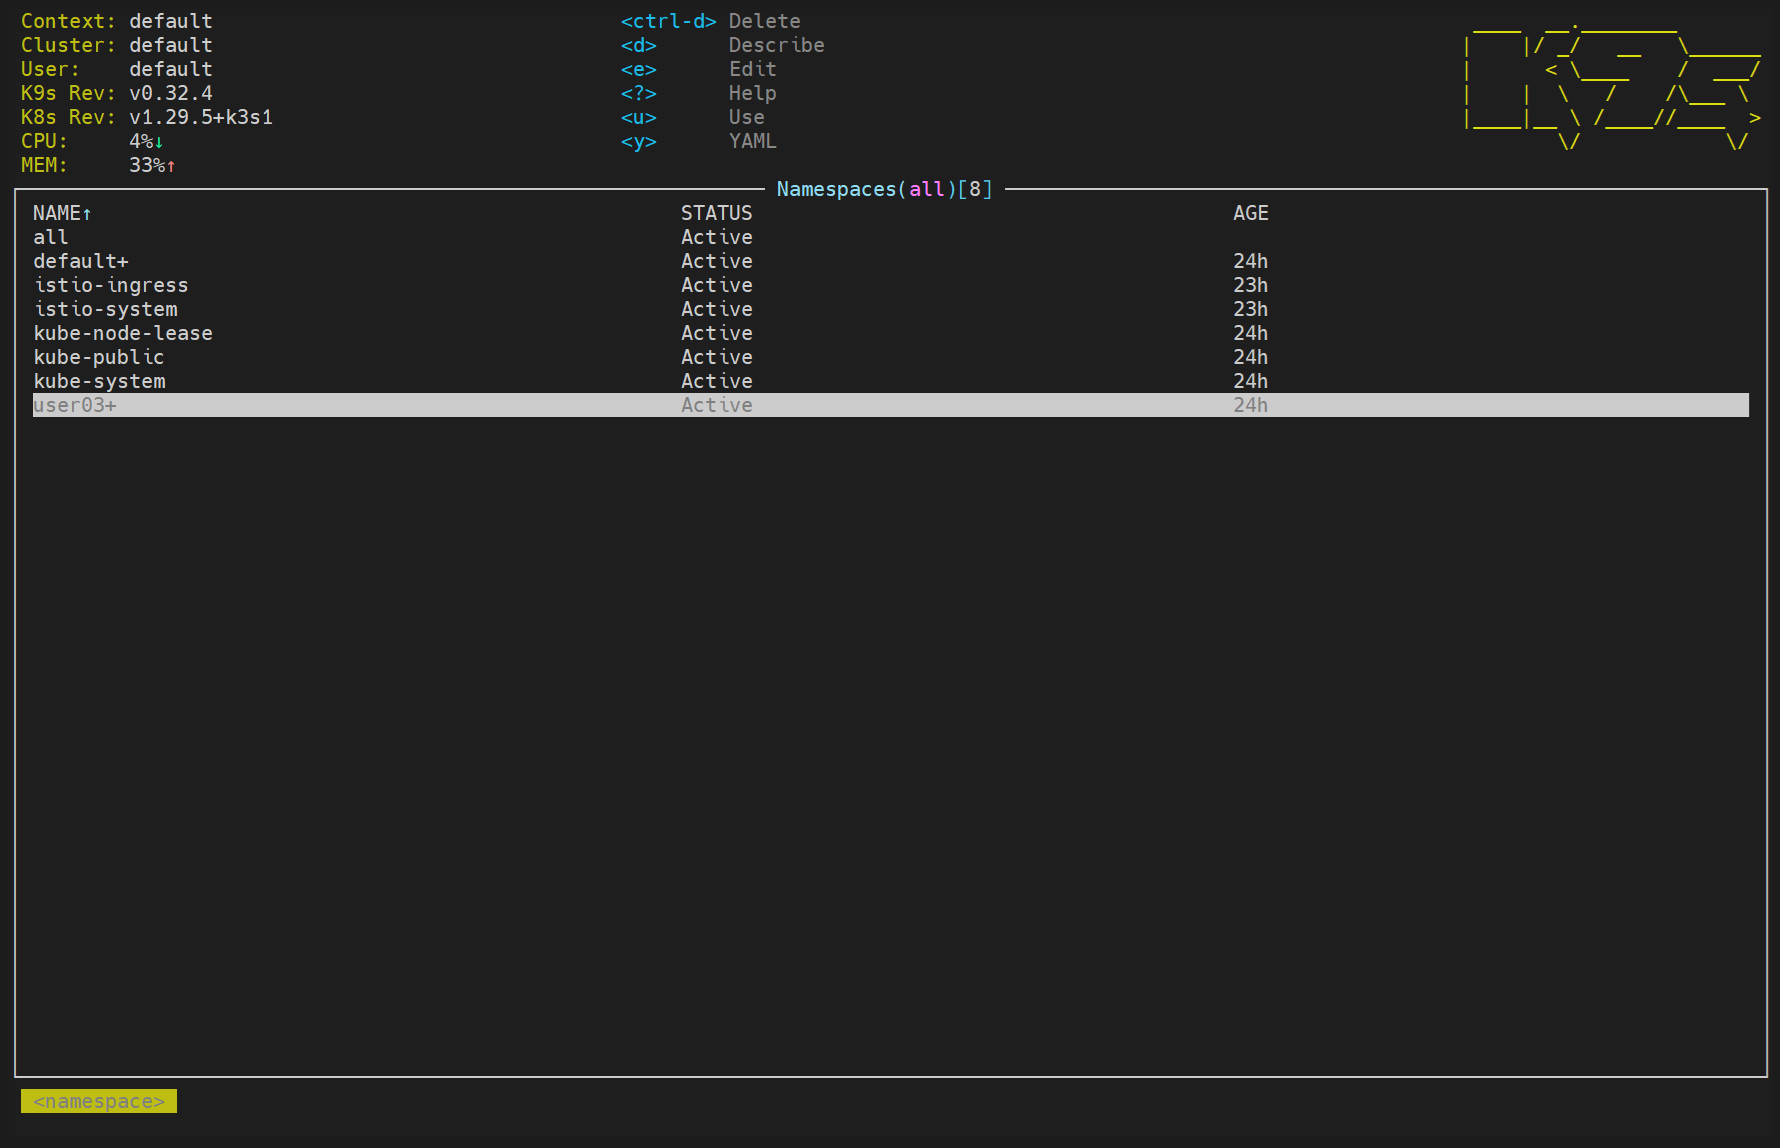 Context: default
Cluster: default
User: default
K9s Rev: v0.32.4
K8s Rev: v1.29.5+k3s1
CPU: 4%↓
MEM: 33%↑
<ctrl-d> Delete
<d> Describe
<e> Edit
<?> Help
<u> Use
<y> YAML
K9s
Namespaces(all)[8]
NAME↑ STATUS AGE
all Active
default+ Active 24h
istio-ingress Active 23h
istio-system Active 23h
kube-node-lease Active 24h
kube-public Active 24h
kube-system Active 24h
user03+ Active 24h
<namespace>